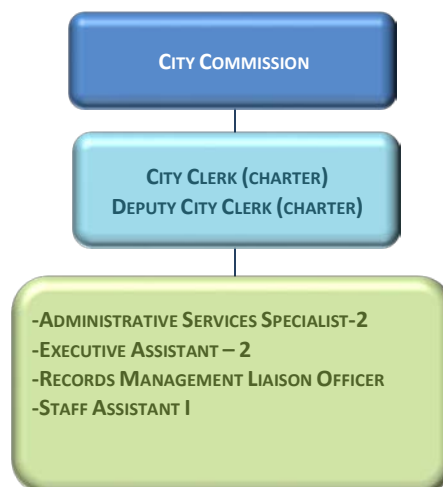 CITY COMMISSION
CITY CLERK (CHARTER)
DEPUTY CITY CLERK (CHARTER)
-ADMINISTRATIVE SERVICES SPECIALIST-2
-EXECUTIVE ASSISTANT – 2
-RECORDS MANAGEMENT LIAISON OFFICER
-STAFF ASSISTANT I